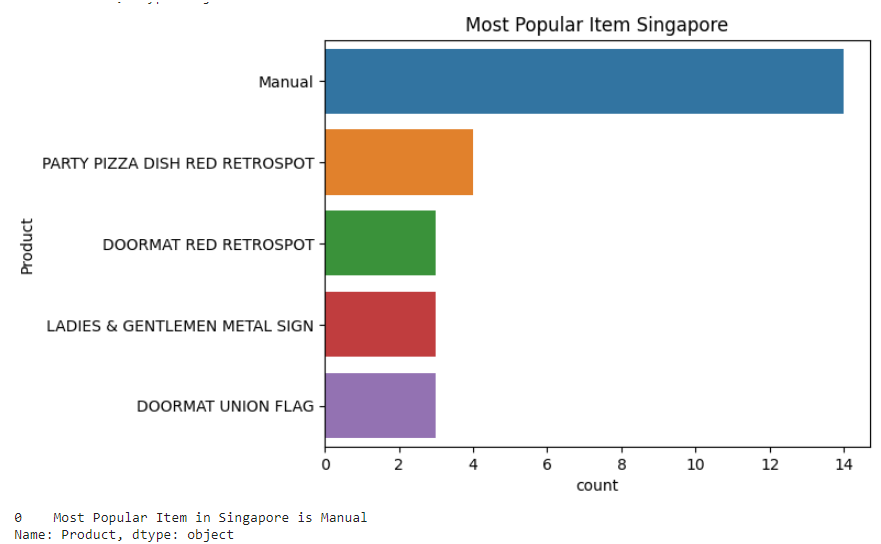 Most Popular Item Singapore
Manual
PARTY PIZZA DISH RED RETROSPOT
DOORMAT RED RETROSPOT
LADIES & GENTLEMEN METAL SIGN
DOORMAT UNION FLAG
Product
0 2 4 6 8 10 12 14
count
0 Most Popular Item in Singapore is Manual
Name: Product, dtype: object